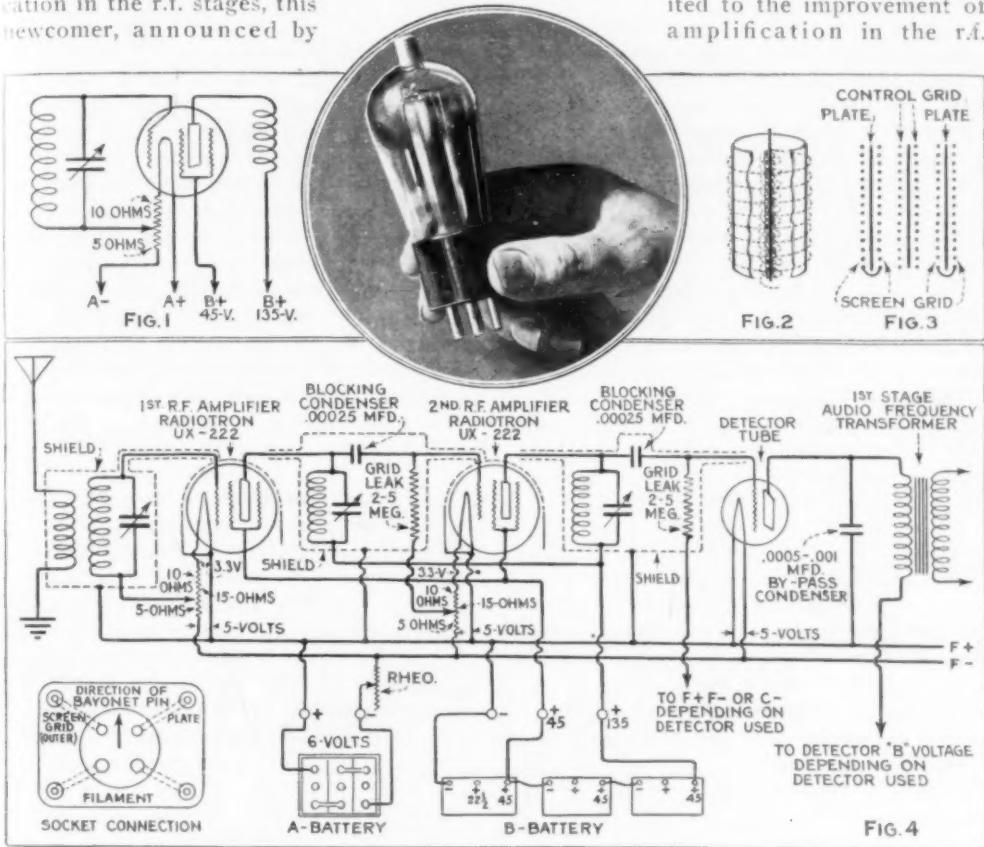 cation in the r.f. stages, this
newcomer, announced by
ited to the improvement of
amplification in the r.f.
10 OHMS
5 OHMS
A-
A+
B+
45-V.
B+
135-V.
FIG.1
CONTROL GRID
PLATE
PLATE
SCREEN GRID
FIG.2
FIG.3
1ST R.F. AMPLIFIER
RADIOTRON
UX-222
BLOCKING
CONDENSER
.00025 MFD.
2ND R.F. AMPLIFIER
RADIOTRON
UX-222
BLOCKING
CONDENSER
.00025 MFD.
DETECTOR
TUBE
1ST STAGE
AUDIO FREQUENCY
TRANSFORMER
SHIELD
GRID
LEAK
2-5
MEG.
GRID
LEAK
2-5
MEG.
.0005-.001
MFD.
BY-PASS
CONDENSER
3.3V
SHIELD
3.3-V
SHIELD
10
OHMS
15-OHMS
5-OHMS
5-VOLTS
10
OHMS
15-OHMS
5 OHMS
5-VOLTS
5-VOLTS
F+
F-
RHEO.
DIRECTION OF
BAYONET PIN
SCREEN
GRID
(OUTER)
PLATE
FILAMENT
SOCKET CONNECTION
+
-
6-VOLTS
A-BATTERY
-
+
45
+
135
- + +
22½ 45
- + +
45
- + +
45
B-BATTERY
TO F+ F- OR C-
DEPENDING ON
DETECTOR USED
TO DETECTOR "B" VOLTAGE
DEPENDING ON
DETECTOR USED
FIG.4